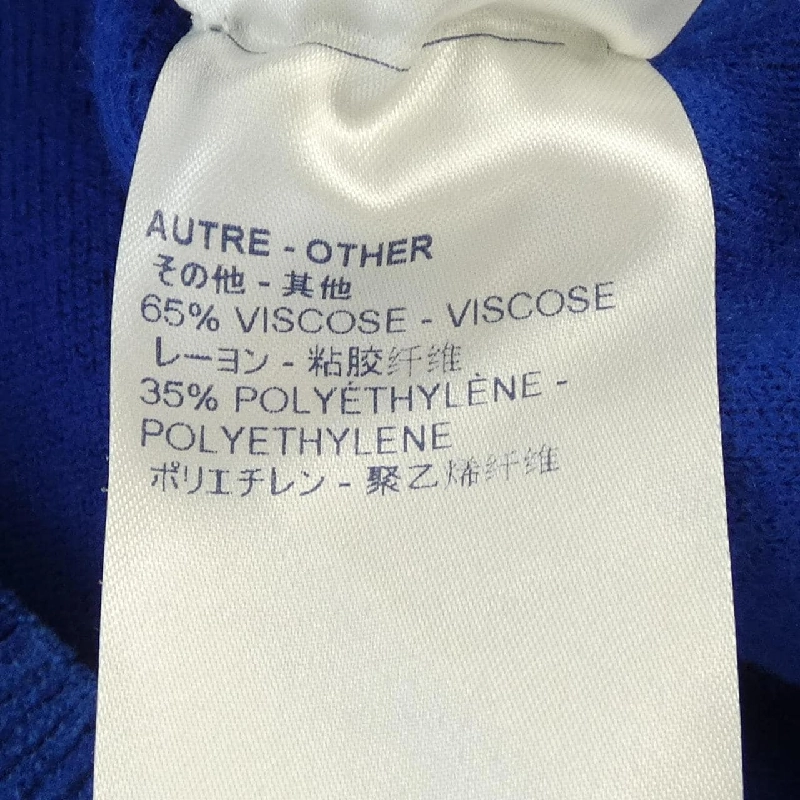 AUTRE - OTHER
その他 - 其他
65% VISCOSE - VISCOSE
レーヨン - 粘胶纤维
35% POLYÉTHYLÈNE -
POLYETHYLENE
ポリエチレン - 聚乙烯纤维